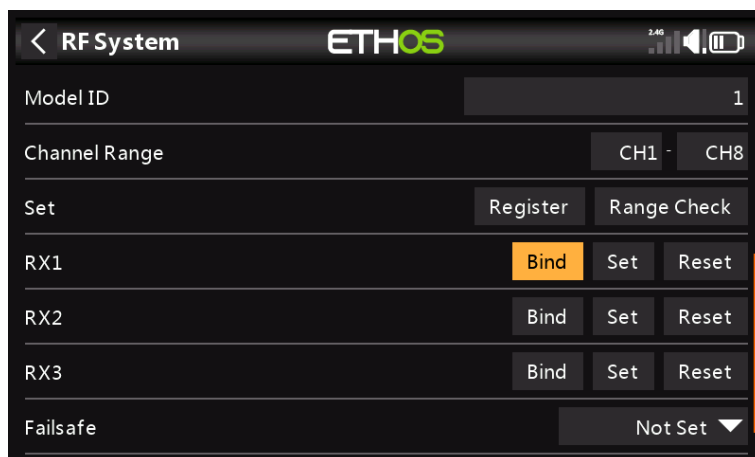 RF System ETHOS 2.4G
Model ID 1
Channel Range CH1 - CH8
Set Register Range Check
RX1 Bind Set Reset
RX2 Bind Set Reset
RX3 Bind Set Reset
Failsafe Not Set